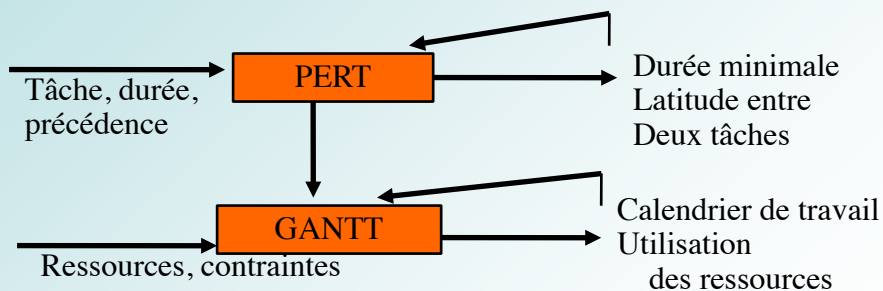 PERT
Tâche, durée,
précédence
Durée minimale
Latitude entre
Deux tâches
GANTT
Ressources, contraintes
Calendrier de travail
Utilisation
des ressources